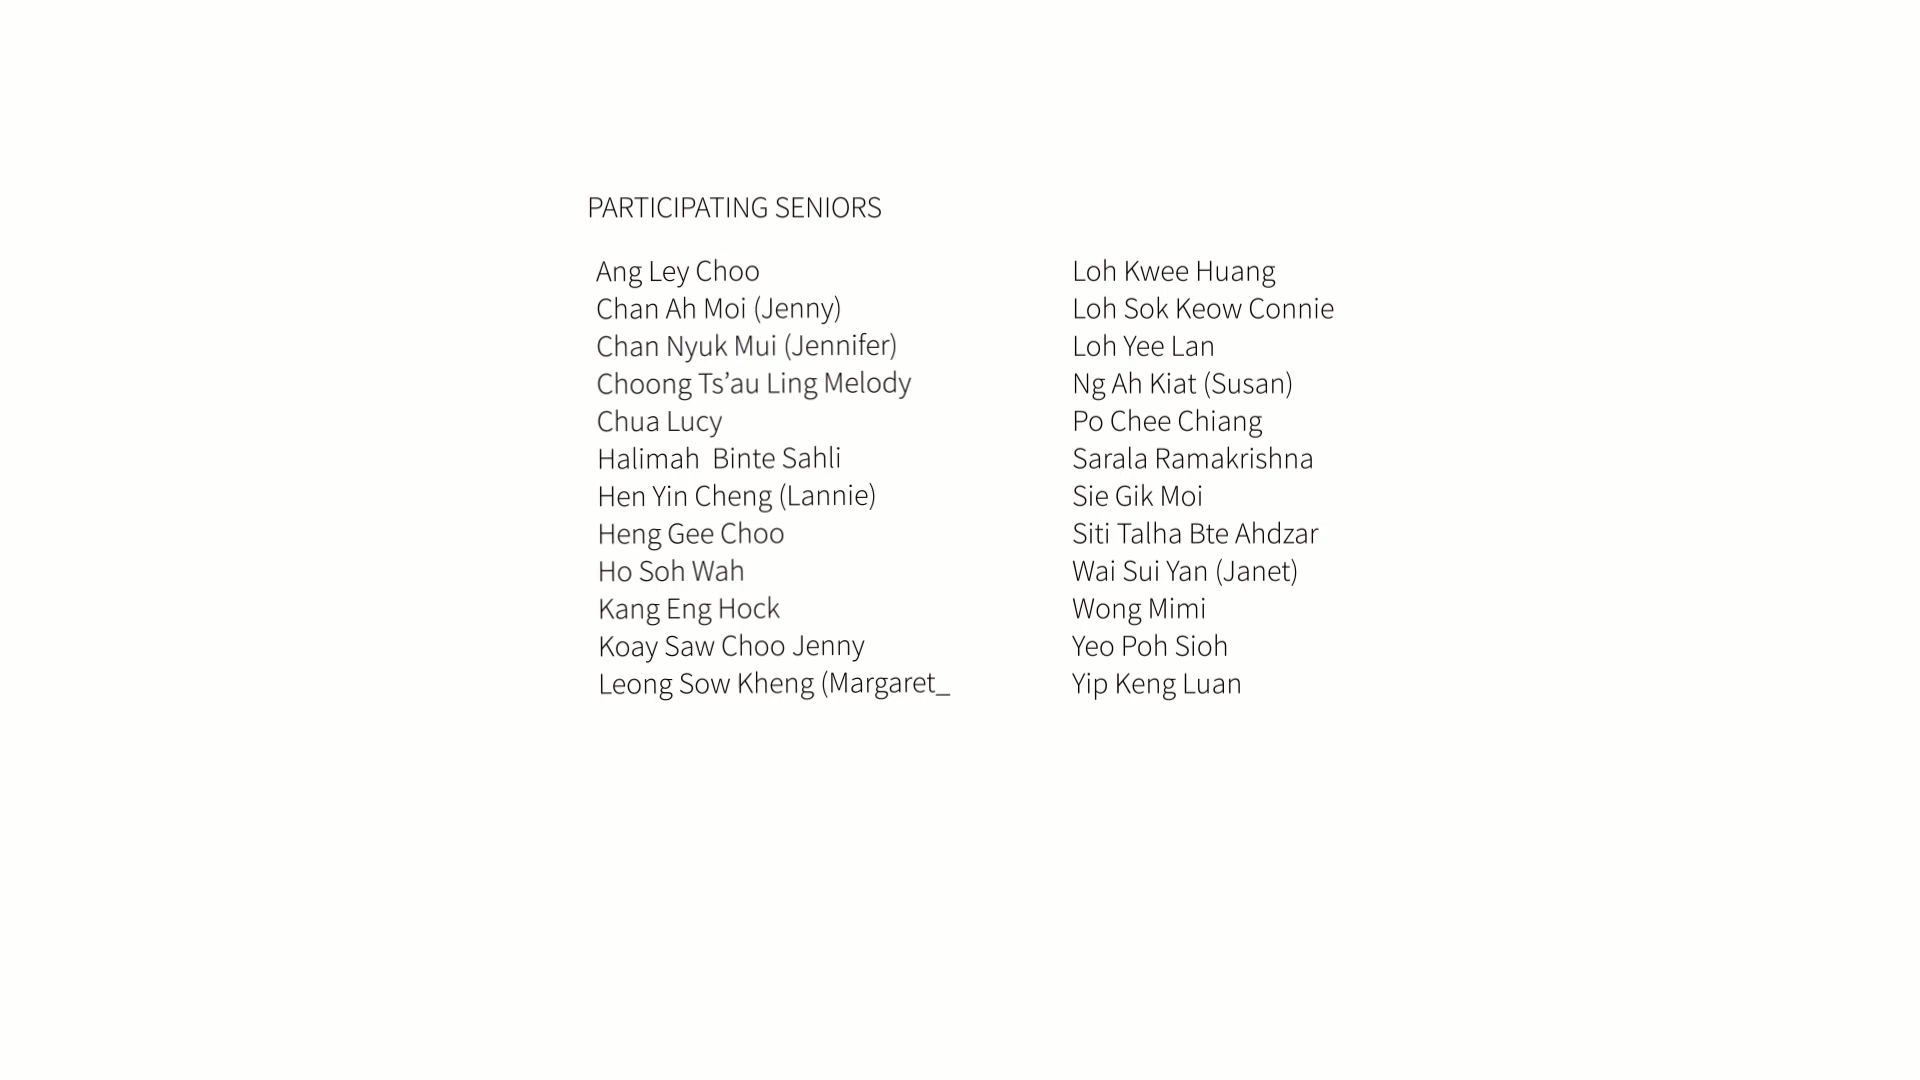 PARTICIPATING SENIORS
Ang Ley Choo
Chan Ah Moi (Jenny)
Chan Nyuk Mui (Jennifer)
Choong Ts’au Ling Melody
Chua Lucy
Halimah  Binte Sahli
Hen Yin Cheng (Lannie)
Heng Gee Choo
Ho Soh Wah
Kang Eng Hock
Koay Saw Choo Jenny
Leong Sow Kheng (Margaret_
Loh Kwee Huang
Loh Sok Keow Connie
Loh Yee Lan
Ng Ah Kiat (Susan)
Po Chee Chiang
Sarala Ramakrishna
Sie Gik Moi
Siti Talha Bte Ahdzar
Wai Sui Yan (Janet)
Wong Mimi
Yeo Poh Sioh
Yip Keng Luan